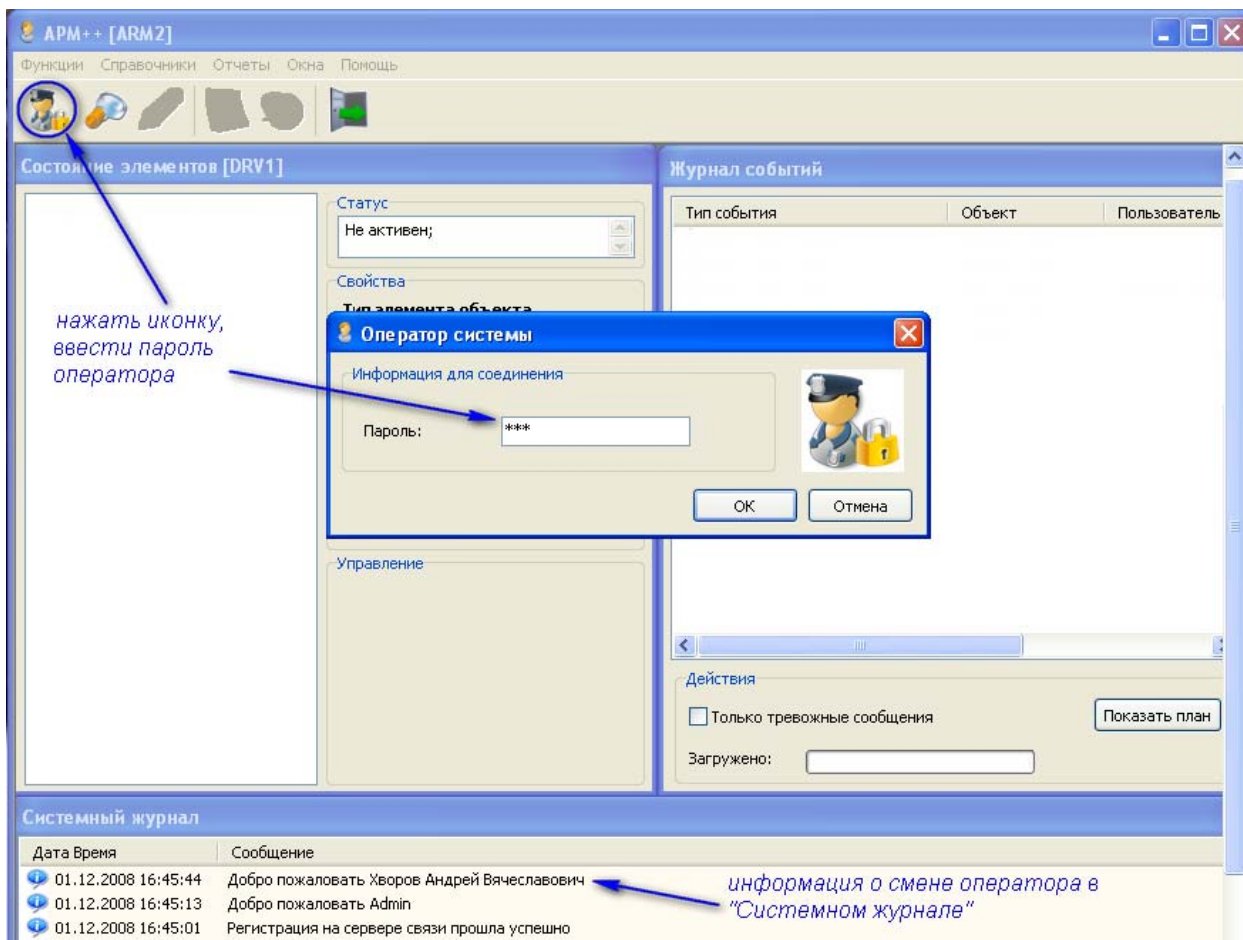 АРМ++ [ARM2]
Функции Справочники Отчеты Окна Помощь
Состояние элементов [DRV1]
Статус
Не активен;
Свойства
Тип элемента объекта
нажать иконку,
ввести пароль
оператора
Оператор системы
Информация для соединения
Пароль: ***
OK Отмена
Управление
Журнал событий
Тип события Объект Пользователь
Действия
Только тревожные сообщения
Показать план
Загружено:
Системный журнал
Дата Время Сообщение
01.12.2008 16:45:44 Добро пожаловать Хворов Андрей Вячеславович
01.12.2008 16:45:13 Добро пожаловать Admin
01.12.2008 16:45:01 Регистрация на сервере связи прошла успешно
информация о смене оператора в
"Системном журнале"